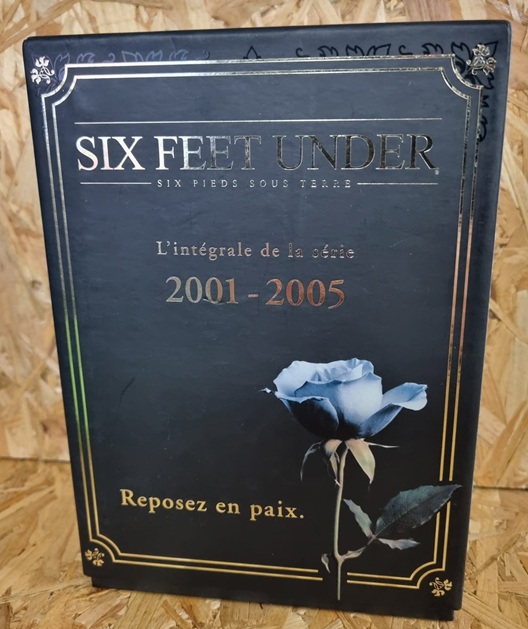 SIX FEET UNDER
SIX PIEDS SOUS TERRE
L'intégrale de la série
2001 - 2005
Reposez en paix.